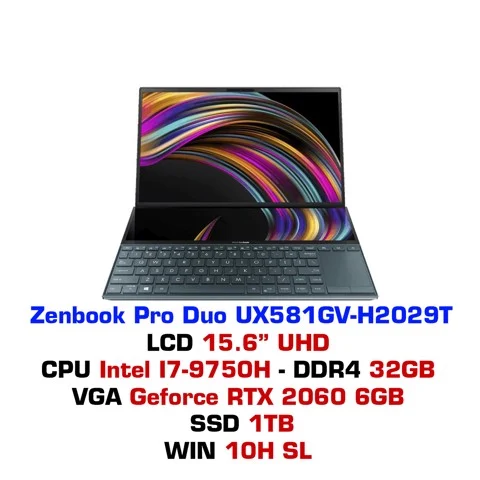 Zenbook Pro Duo UX581GV-H2029T
LCD 15.6” UHD
CPU Intel I7-9750H - DDR4 32GB
VGA Geforce RTX 2060 6GB
SSD 1TB
WIN 10H SL